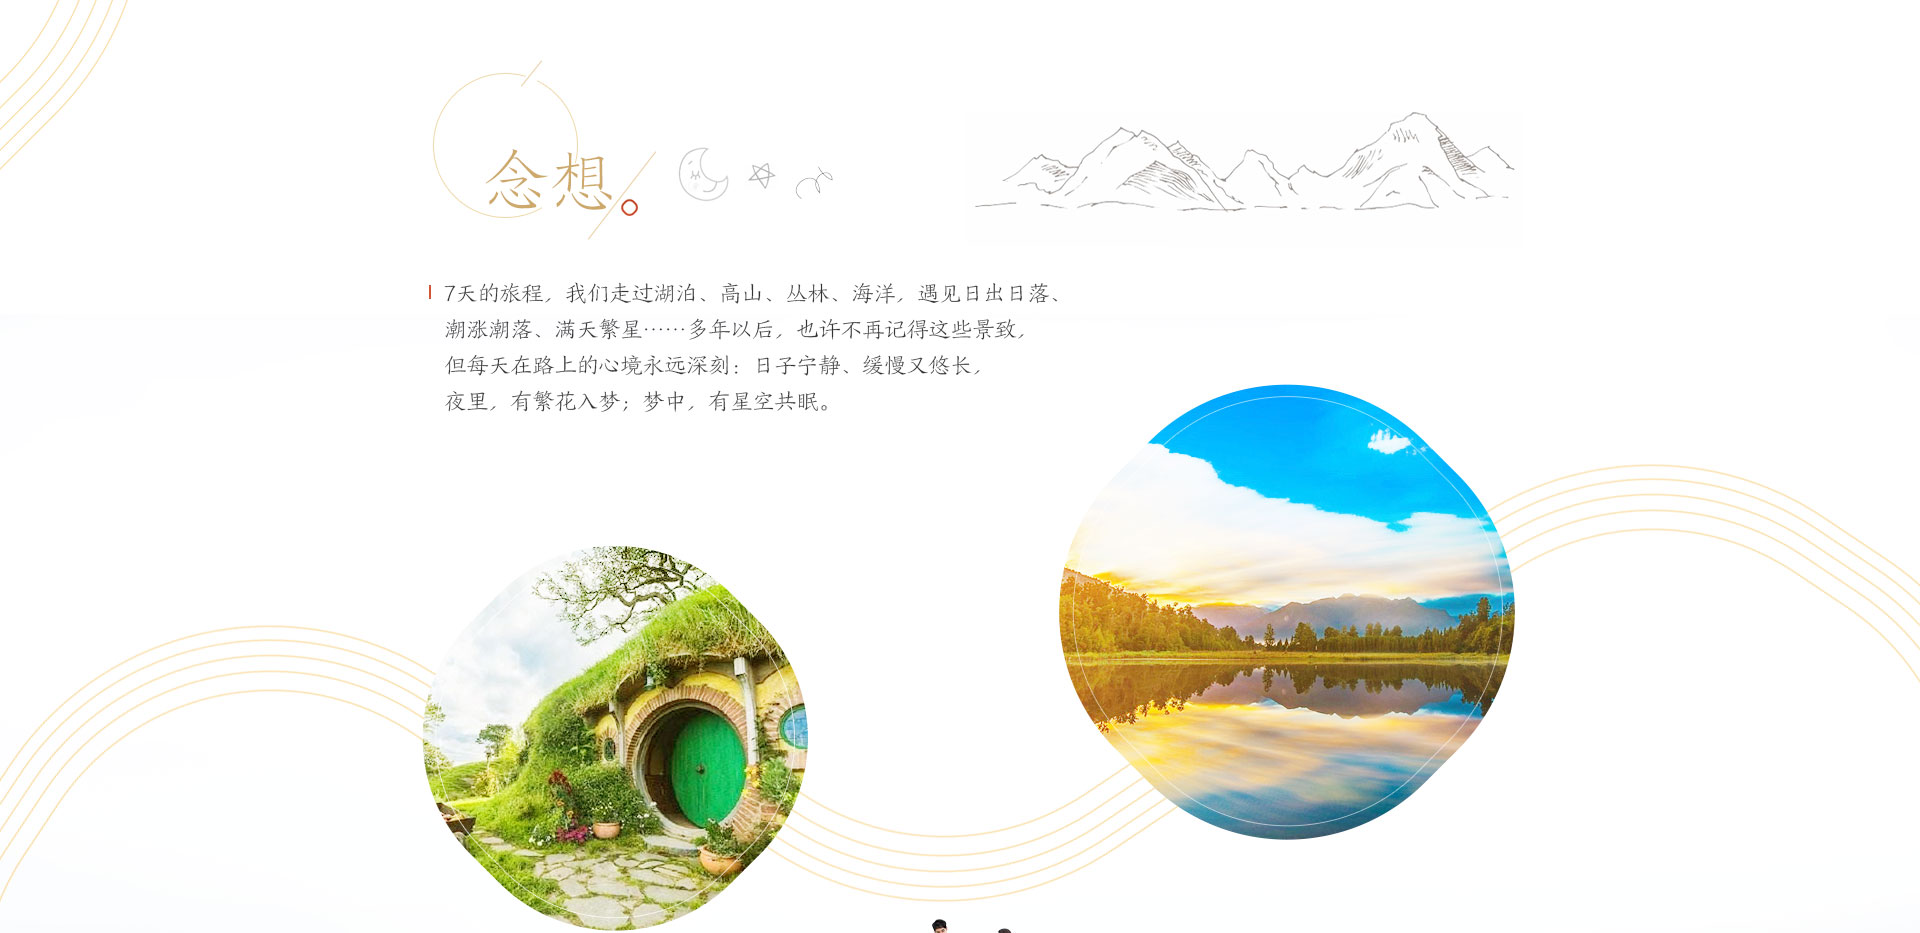 念想。
7天的旅程，我们走过湖泊、高山、丛林、海洋，遇见日出日落、
潮涨潮落、满天繁星……多年以后，也许不再记得这些景致，
但每天在路上的心境永远深刻：日子宁静、缓慢又悠长，
夜里，有繁花入梦；梦中，有星空共眠。